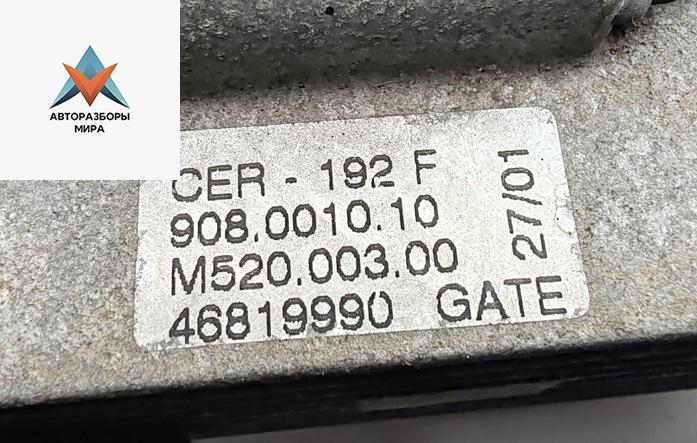 АВТОРАЗБОРЫ
МИРА
CER - 192 F
908.0010.10
M520.003.00
46819990 GATE
27/01